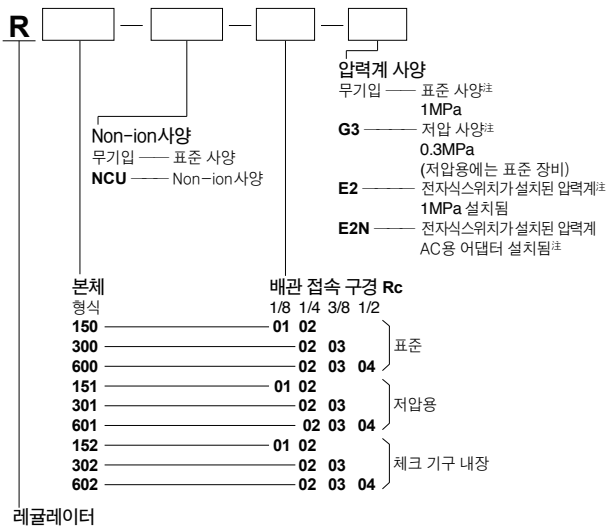 R
압력계 사양
무기입 표준 사양注
1MPa
G3 저압 사양注
0.3MPa
(저압용에는 표준 장비)
E2 전자식스위치가 설치된 압력계注
1MPa 설치됨
E2N 전자식스위치가 설치된 압력계
AC용 어댑터 설치됨注
Non-ion사양
무기입 표준 사양
NCU Non-ion사양
본체
형식
배관 접속 구경 Rc
1/8 1/4 3/8 1/2
150 01 02
300 02 03
600 02 03 04
표준
151 01 02
301 02 03
601 02 03 04
저압용
152 01 02
302 02 03
602 02 03 04
체크 기구 내장
레귤레이터